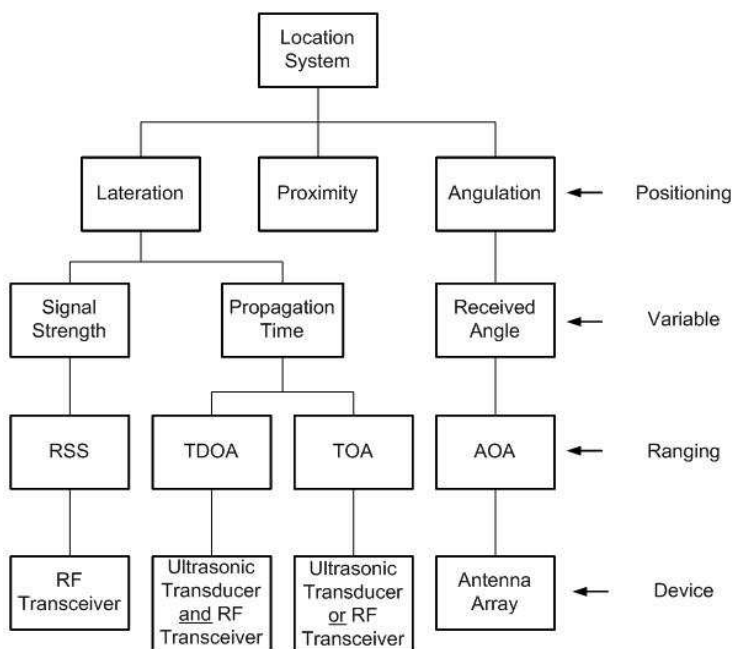 Location
System
Lateration
Proximity
Angulation
Positioning
Signal
Strength
Propagation
Time
Received
Angle
Variable
RSS
TDOA
TOA
AOA
Ranging
RF
Transceiver
Ultrasonic
Transducer
and RF
Transceiver
Ultrasonic
Transducer
or RF
Transceiver
Antenna
Array
Device